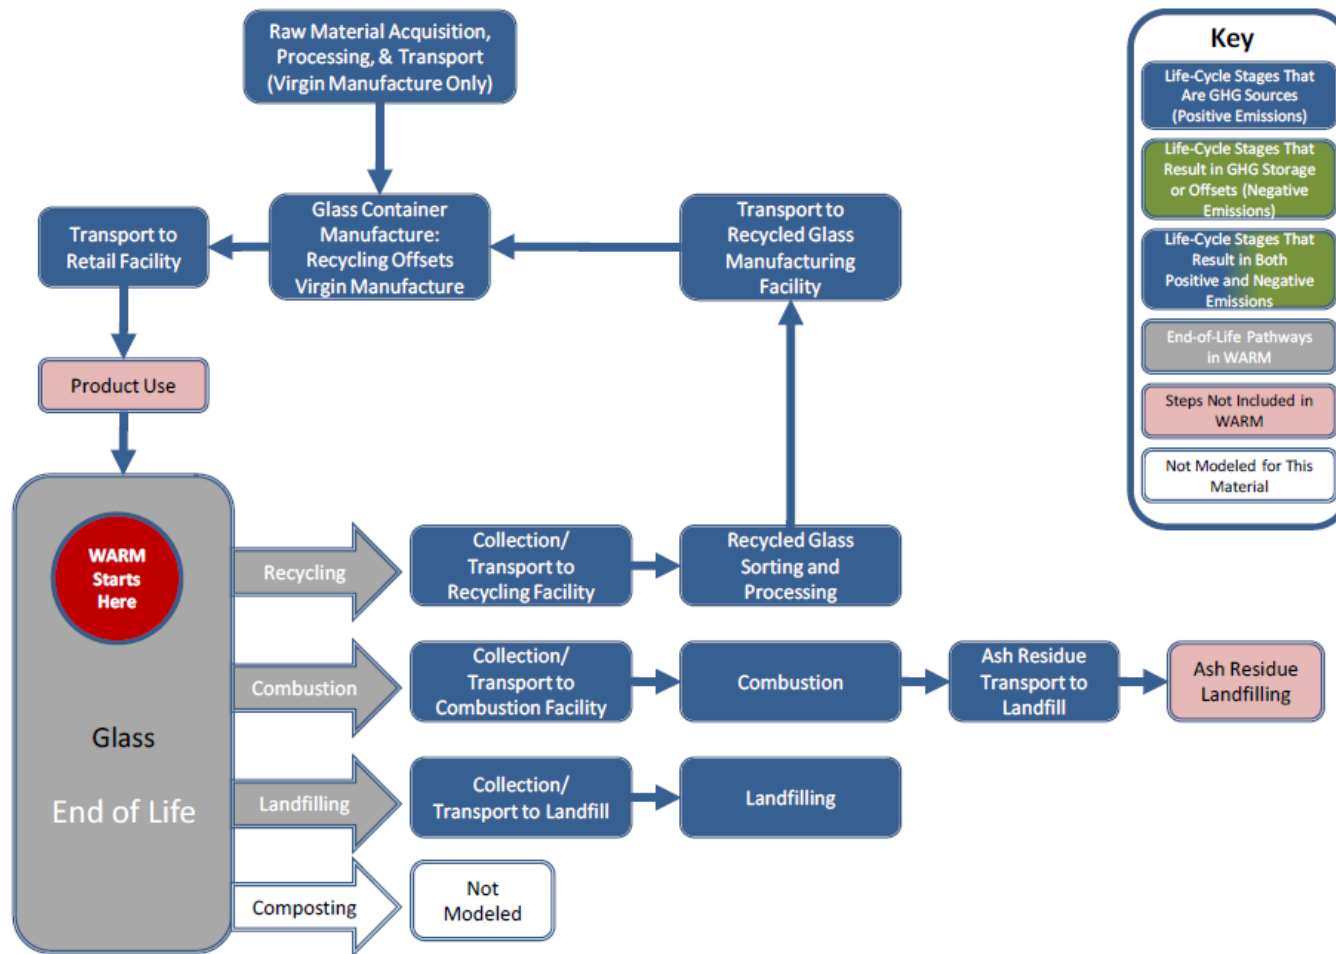 Raw Material Acquisition,
Processing, & Transport
(Virgin Manufacture Only)
Key
Life-Cycle Stages That
Are GHG Sources
(Positive Emissions)
Life-Cycle Stages That
Result in GHG Storage
or Offsets (Negative
Emissions)
Life-Cycle Stages That
Result in Both
Positive and Negative
Emissions
End-of-Life Pathways
in WARM
Steps Not Included in
WARM
Not Modeled for This
Material
Transport to
Retail Facility
Glass Container
Manufacture:
Recycling Offsets
Virgin Manufacture
Transport to
Recycled Glass
Manufacturing
Facility
Product Use
WARM
Starts
Here
Glass
End of Life
Recycling
Collection/
Transport to
Recycling Facility
Recycled Glass
Sorting and
Processing
Combustion
Collection/
Transport to
Combustion Facility
Combustion
Ash Residue
Transport to
Landfill
Ash Residue
Landfilling
Landfilling
Collection/
Transport to Landfill
Landfilling
Composting
Not
Modeled